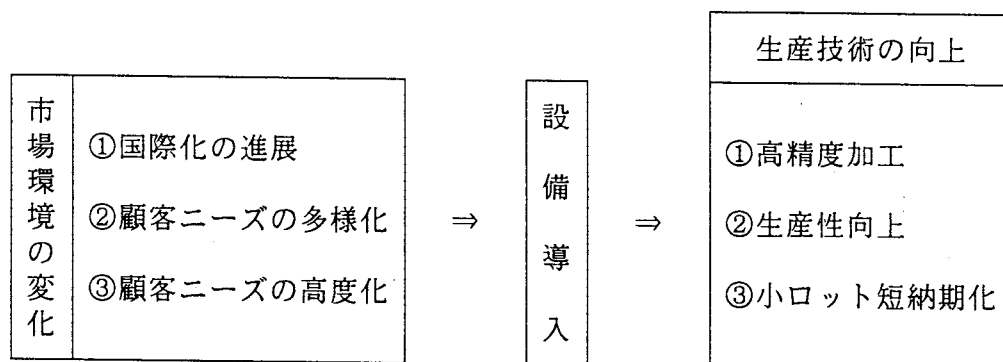 市場環境の変化
①国際化の進展
②顧客ニーズの多様化
③顧客ニーズの高度化
⇒
設備導入
⇒
生産技術の向上
①高精度加工
②生産性向上
③小ロット短納期化